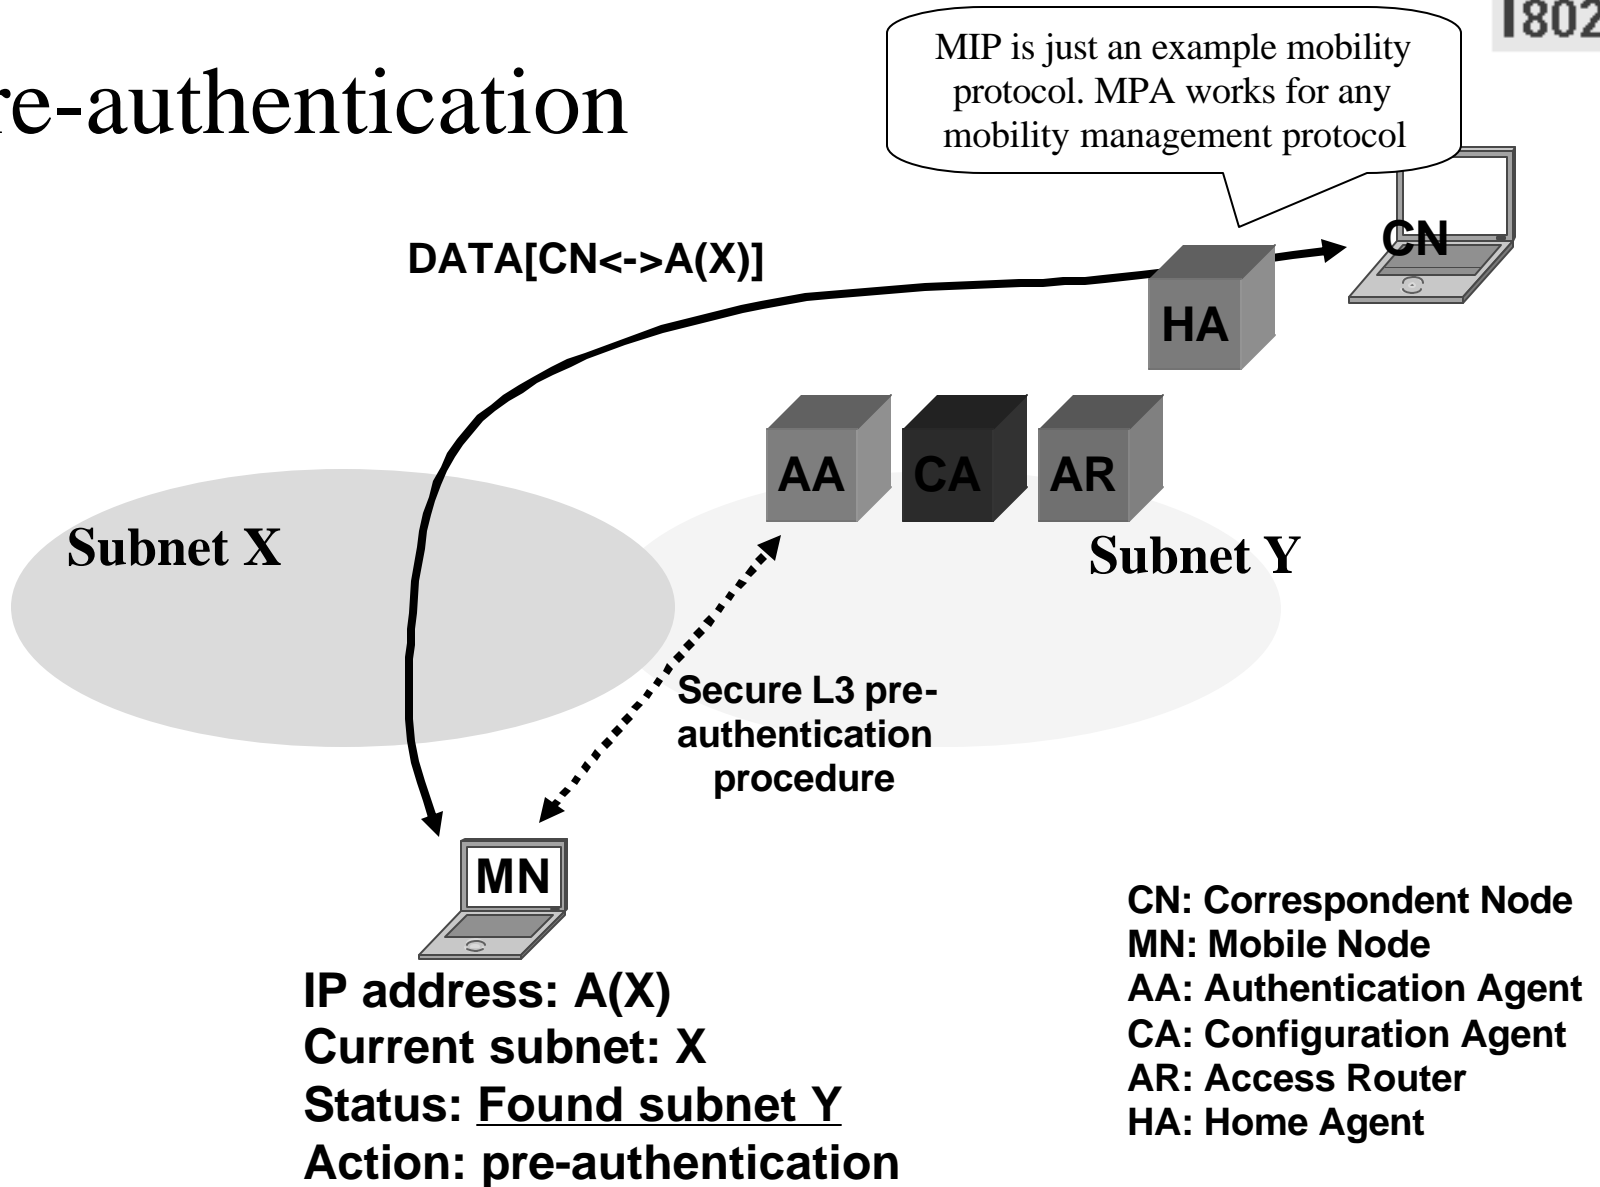 re-authentication
802
MIP is just an example mobility
protocol. MPA works for any
mobility management protocol
CN
DATA[CN<->A(X)]
HA
AA
CA
AR
Subnet X
Subnet Y
Secure L3 pre-
authentication
procedure
MN
IP address: A(X)
Current subnet: X
Status: Found subnet Y
Action: pre-authentication
CN: Correspondent Node
MN: Mobile Node
AA: Authentication Agent
CA: Configuration Agent
AR: Access Router
HA: Home Agent